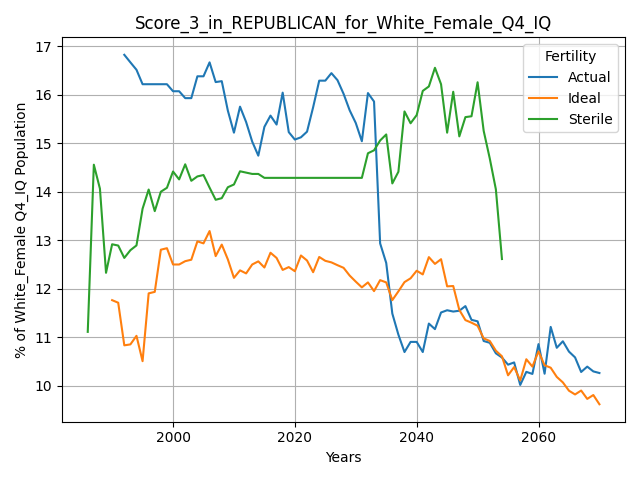 Score_3_in_REPUBLICAN_for_White_Female_Q4_IQ
% of White_Female Q4_IQ Population
17
16
15
14
13
12
11
10
Fertility
Actual
Ideal
Sterile
2000
2020
2040
2060
Years